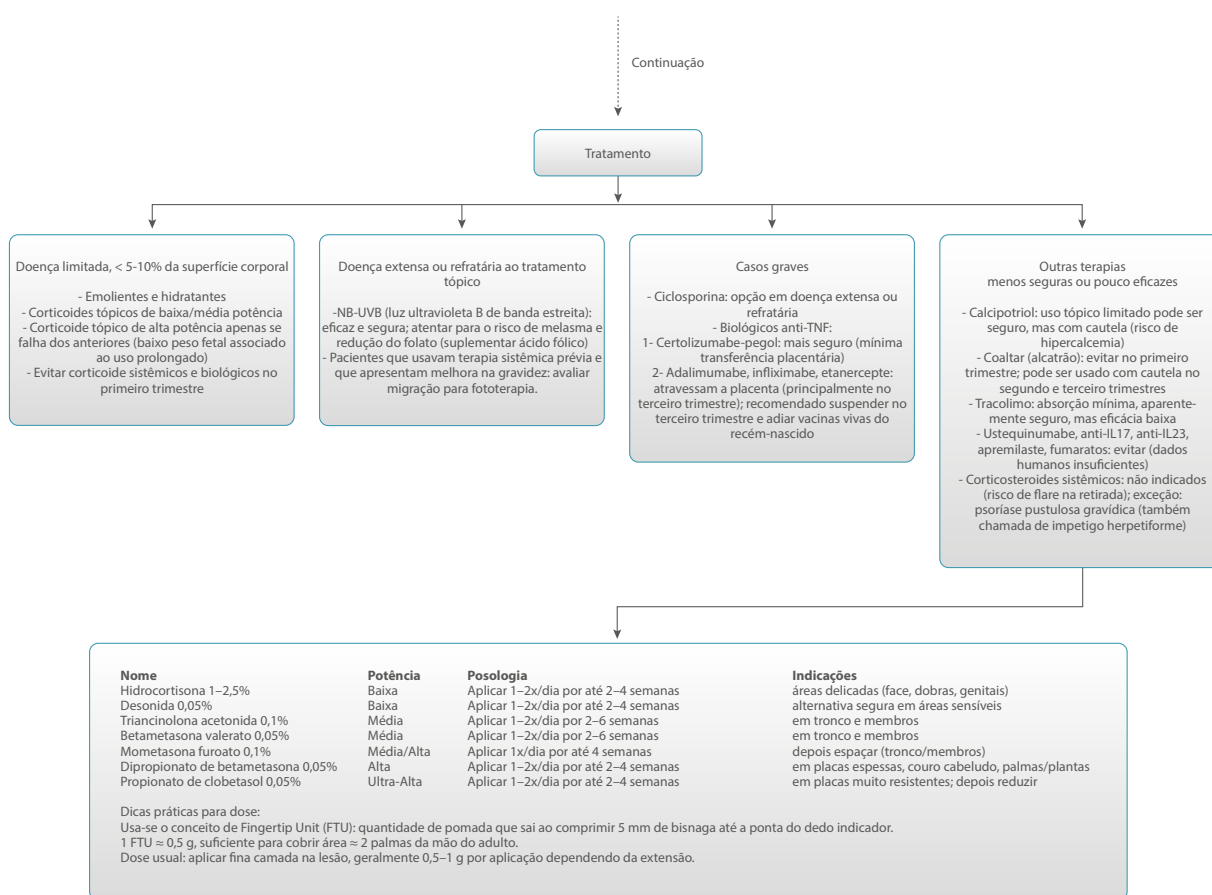 Continuação
Tratamento
Doença limitada, < 5-10% da superfície corporal
- Emolientes e hidratantes
- Corticoides tópicos de baixa/média potência
- Corticoide tópico de alta potência apenas se
falha dos anteriores (baixo peso fetal associado
ao uso prolongado)
- Evitar corticoide sistêmicos e biológicos no
primeiro trimestre
Doença extensa ou refratária ao tratamento
tópico
-NB-UVB (luz ultravioleta B de banda estreita):
eficaz e segura; atentar para o risco de melasma e
redução do folato (suplementar ácido fólico)
- Pacientes que usavam terapia sistêmica prévia e
que apresentam melhora na gravidez: avaliar
migração para fototerapia.
Casos graves
- Ciclosporina: opção em doença extensa ou
refratária
- Biológicos anti-TNF:
1- Certolizumabe-pegol: mais seguro (mínima
transferência placentária)
2- Adalimumabe, infliximabe, etanercepte:
atravessam a placenta (principalmente no
terceiro trimestre); recomendado suspender no
terceiro trimestre e adiar vacinas vivas do
recém-nascido
Outras terapias
menos seguras ou pouco eficazes
- Calcipotriol: uso tópico limitado pode ser
seguro, mas com cautela (risco de
hipercalcemia)
- Coaltar (alcatrão): evitar no primeiro
trimestre; pode ser usado com cautela no
segundo e terceiro trimestres
- Tracolimo: absorção mínima, aparente-
mente seguro, mas eficácia baixa
- Ustequinumabe, anti-IL17, anti-IL23,
apremilaste, fumaratos: evitar (dados
humanos insuficientes)
- Corticosteroides sistêmicos: não indicados
(risco de flare na retirada); exceção:
psoríase pustulosa gravídica (também
chamada de impetigo herpetiforme)
Nome Potência Posologia Indicações
Hidrocortisona 1–2,5% Baixa Aplicar 1–2x/dia por até 2–4 semanas áreas delicadas (face, dobras, genitais)
Desonida 0,05% Baixa Aplicar 1–2x/dia por até 2–4 semanas alternativa segura em áreas sensíveis
Triancinolona acetonida 0,1% Média Aplicar 1–2x/dia por 2–6 semanas em tronco e membros
Betametasona valerato 0,05% Média Aplicar 1–2x/dia por 2–6 semanas em tronco e membros
Mometasona furoato 0,1% Média/Alta Aplicar 1x/dia por até 4 semanas depois espaçar (tronco/membros)
Dipropionato de betametasona 0,05% Alta Aplicar 1–2x/dia por até 2–4 semanas em placas espessas, couro cabeludo, palmas/plantas
Propionato de clobetasol 0,05% Ultra-Alta Aplicar 1–2x/dia por até 2–4 semanas em placas muito resistentes; depois reduzir
Dicas práticas para dose:
Usa-se o conceito de Fingertip Unit (FTU): quantidade de pomada que sai ao comprimir 5 mm de bisnaga até a ponta do dedo indicador.
1 FTU ≈ 0,5 g, suficiente para cobrir área ≈ 2 palmas da mão do adulto.
Dose usual: aplicar fina camada na lesão, geralmente 0,5–1 g por aplicação dependendo da extensão.